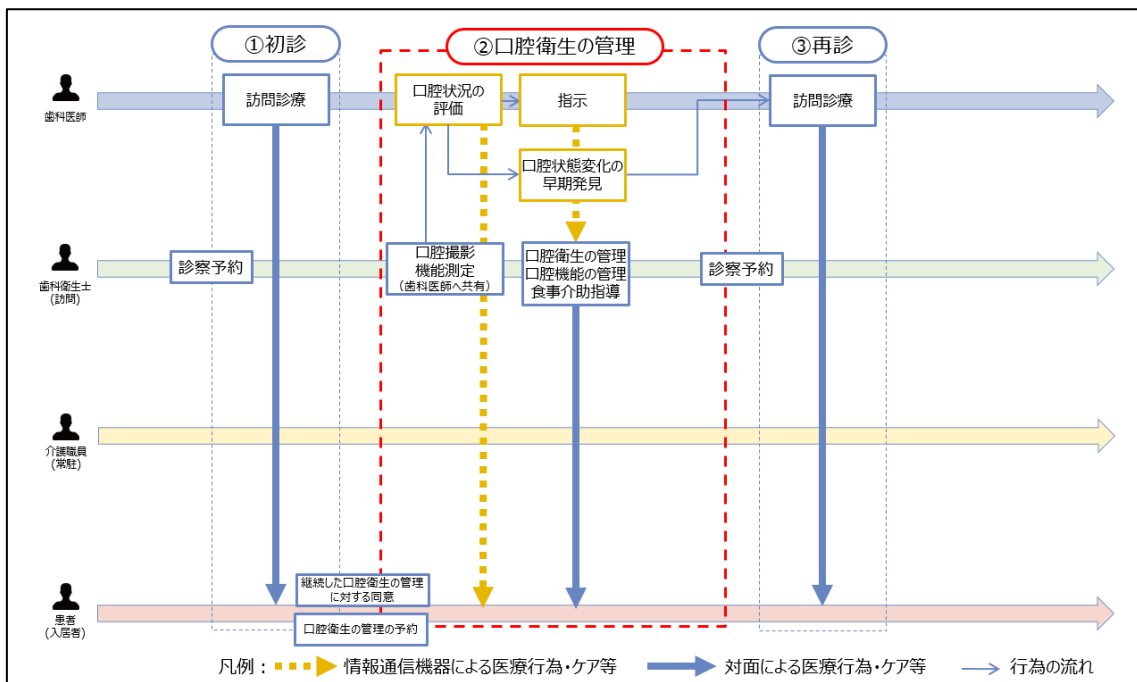 ①初診
②口腔衛生の管理
③再診
歯科医師
訪問診療
口腔状況の
評価
指示
訪問診療
口腔状態変化の
早期発見
歯科衛生士
(訪問)
診察予約
口腔撮影
機能測定
(歯科医師へ共有)
口腔衛生の管理
口腔機能の管理
食事介助指導
診察予約
介護職員
(常駐)
患者
(入居者)
継続した口腔衛生の管理
に対する同意
口腔衛生の管理の予約
凡例： 情報通信機器による医療行為・ケア等 対面による医療行為・ケア等 行為の流れ